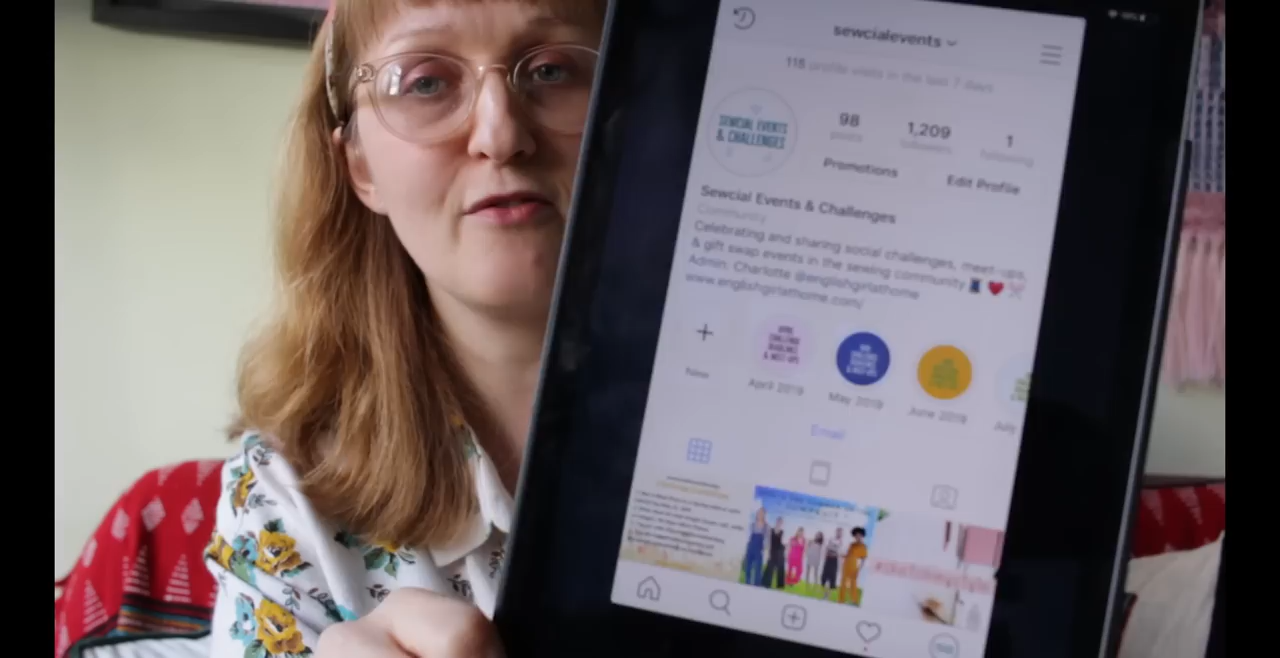 sewcialevents
115 profile visits in the last 7 days
98 1,209 1
posts followers following
SEWCIAL EVENTS
& CHALLENGES
Promotions Edit Profile
Sewcial Events & Challenges
Community
Celebrating and sharing social challenges, meet-ups,
& gift swap events in the sewing community 🧵 ❤️ ✂️
Admin: Charlotte @englishgirlathome
www.englishgirlathome.com/
New April 2019 May 2019 June 2019 July
Email